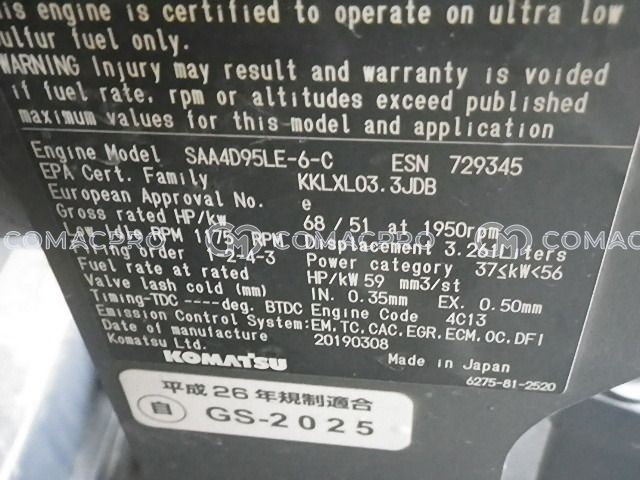 is engine is certified to operate on ultra low
ulfur fuel only.
WARNING Injury may result and warranty is voided
if fuel rate, rpm or altitudes exceed published
maximum values for this model and application
Engine Model SAA4D95LE-6-C ESN 729345
EPA Cert. Family KKLXL03.3JDB
European Approval No. e
Gross rated HP/kW 68/51 at 1950rpm
Low Idle RPM 1175 RPM Displacement 3.26 Liters
Firing order 1-2-4-3 Power category 37≤kW<56
Fuel rate at rated HP/kW 59 mm3/st
Valve lash cold (mm) IN. 0.35mm EX. 0.50mm
Timing-TDC ----deg. BTDC Engine Code 4C13
Emission Control System:EM,TC,CAC,EGR,ECM,OC,DFI
Date of manufacture 20190308
Komatsu Ltd.
KOMATSU Made in Japan
6275-81-2520
平成26年規制適合
自 GS-2025
COMACPRO COMACPRO COMACPRO